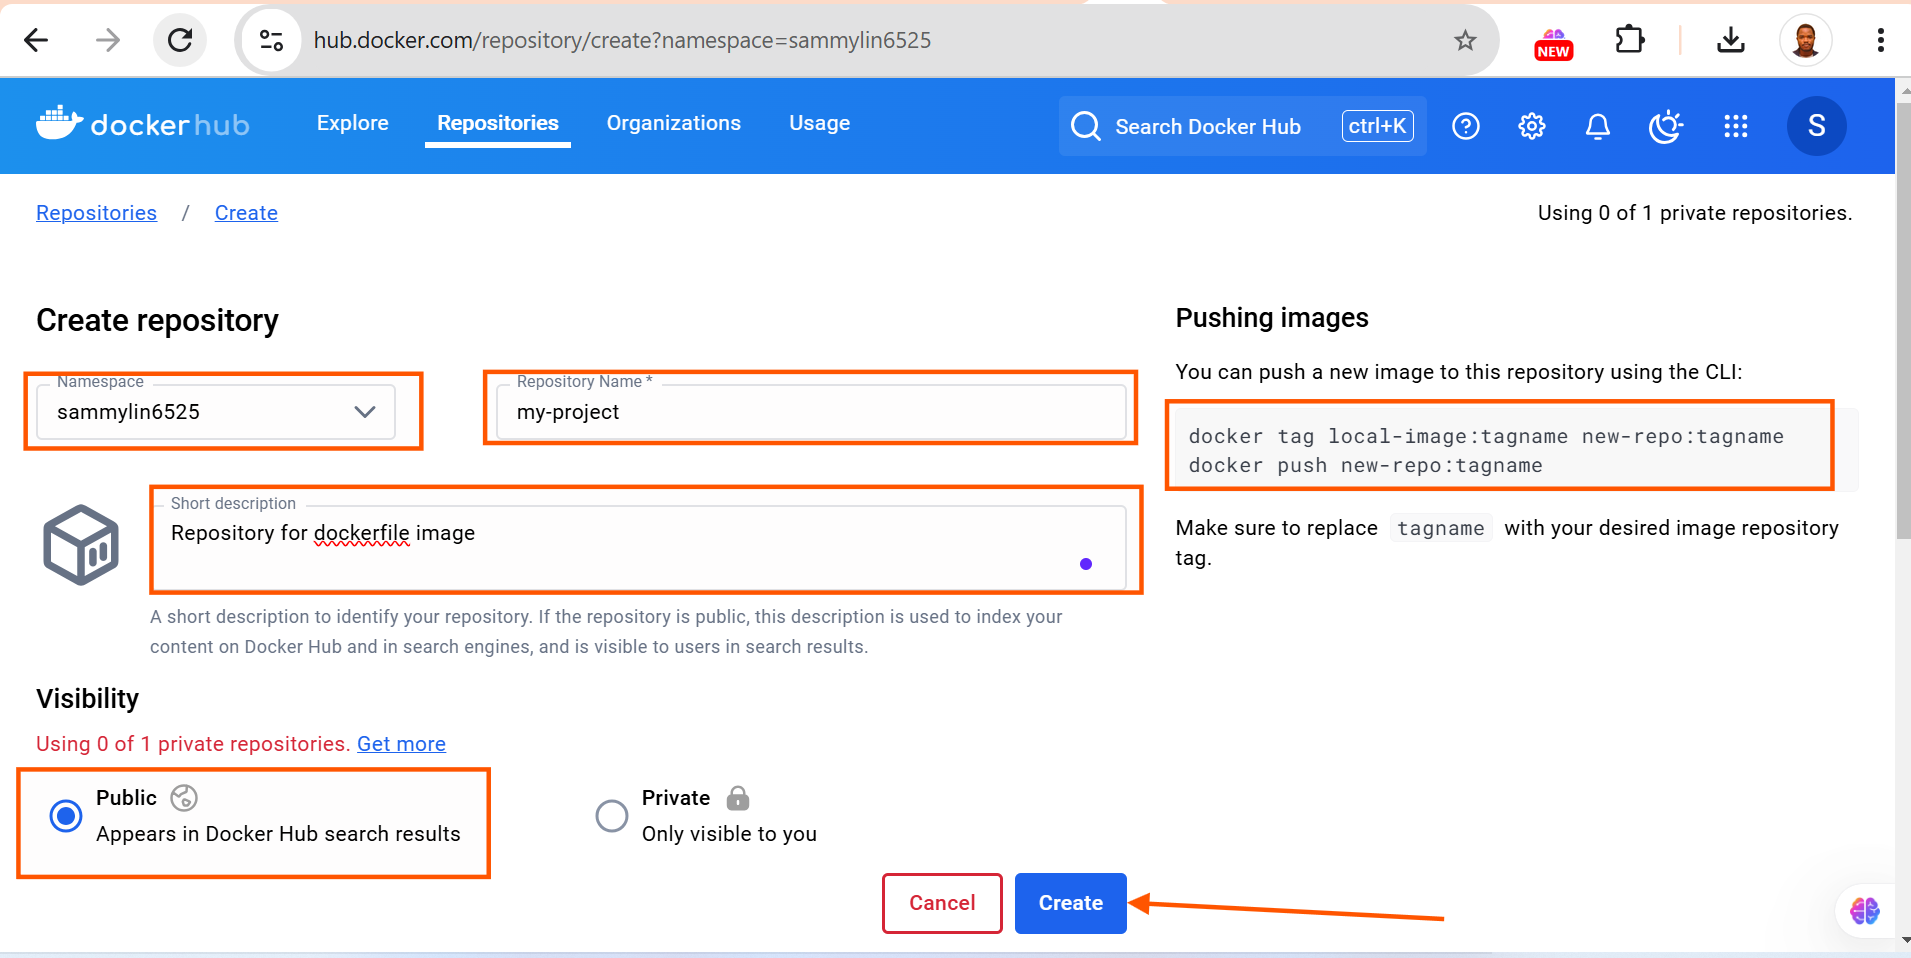 hub.docker.com/repository/create?namespace=sammylin6525
NEW
dockerhub
Explore
Repositories
Organizations
Usage
Search Docker Hub
ctrl+K
S
Repositories / Create
Using 0 of 1 private repositories.
Create repository
Namespace
sammylin6525
Repository Name *
my-project
Short description
Repository for dockerfile image
A short description to identify your repository. If the repository is public, this description is used to index your
content on Docker Hub and in search engines, and is visible to users in search results.
Pushing images
You can push a new image to this repository using the CLI:
docker tag local-image:tagname new-repo:tagname
docker push new-repo:tagname
Make sure to replace tagname with your desired image repository
tag.
Visibility
Using 0 of 1 private repositories. Get more
Public
Appears in Docker Hub search results
Private
Only visible to you
Cancel
Create